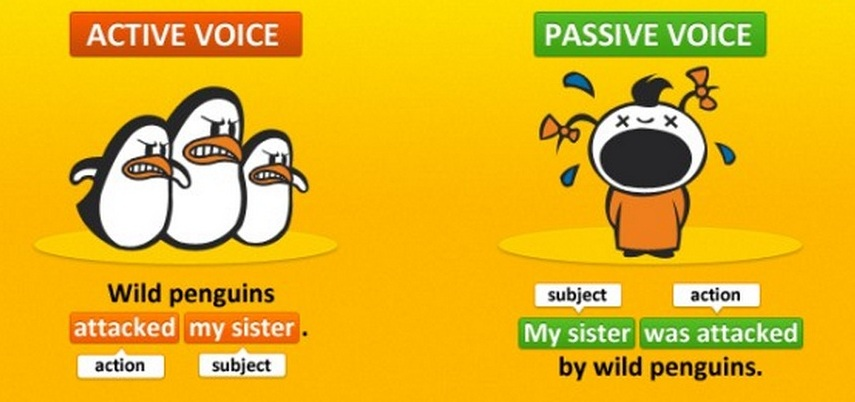 ACTIVE VOICE
Wild penguins
attacked my sister.
action subject
PASSIVE VOICE
subject action
My sister was attacked
by wild penguins.